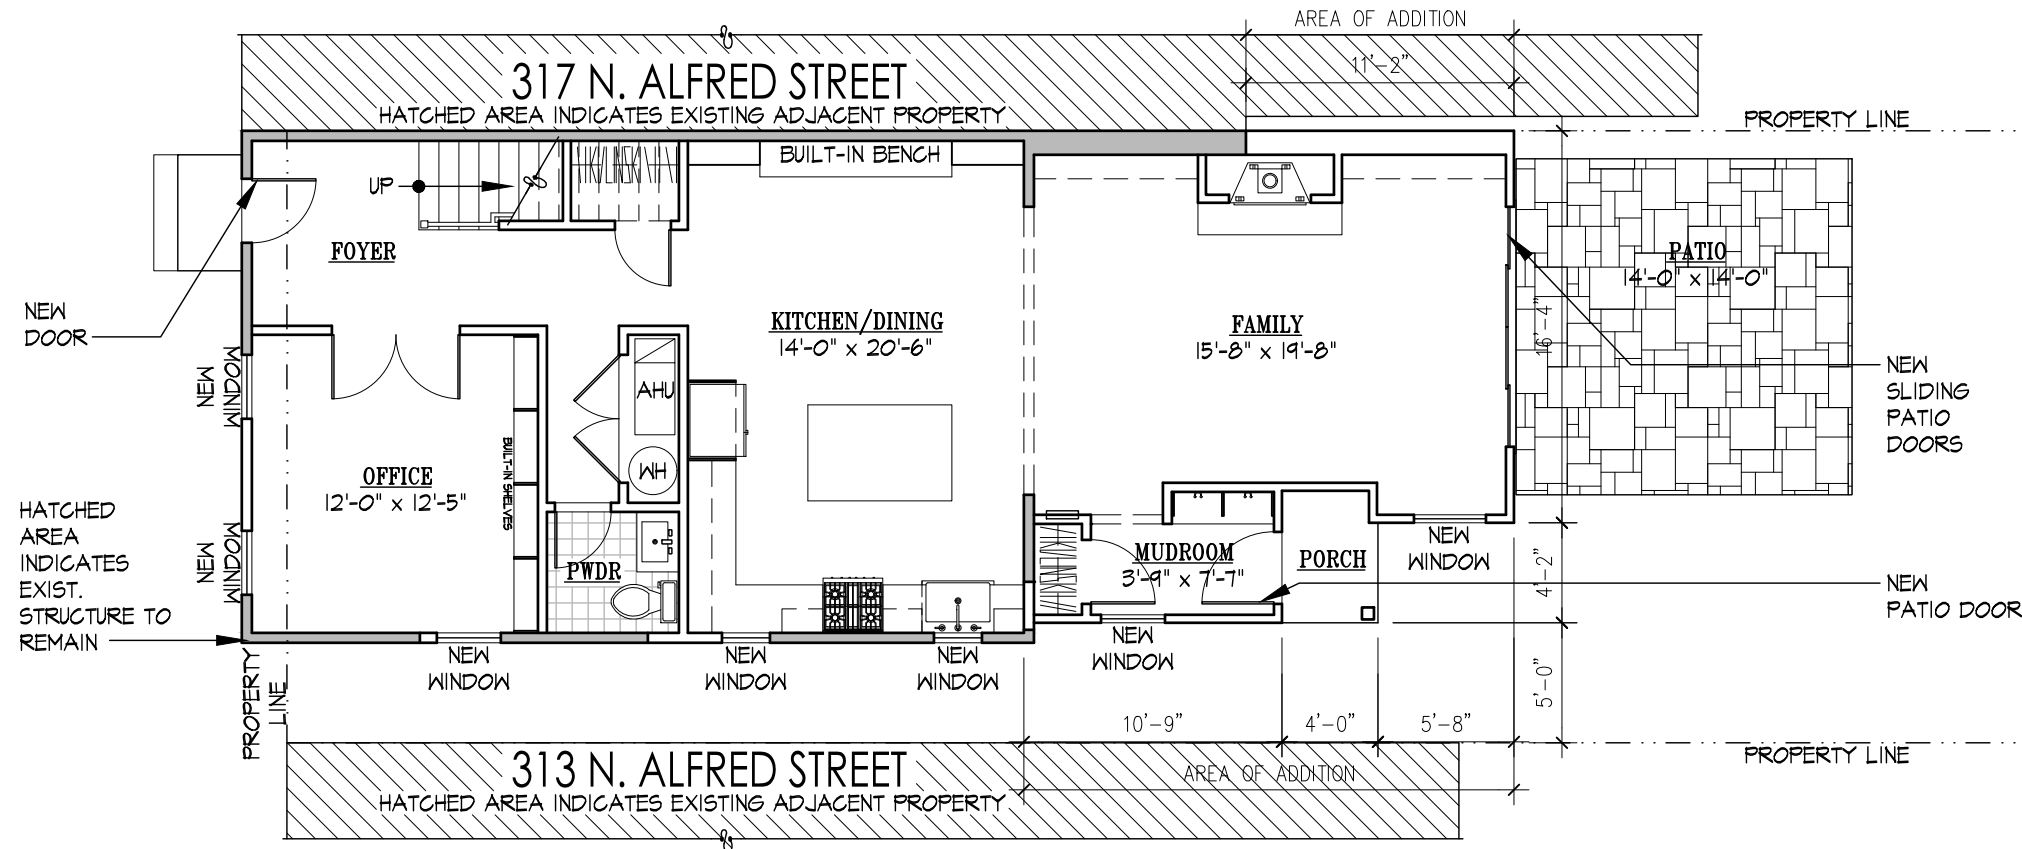 AREA OF ADDITION
11'-2"
317 N. ALFRED STREET
HATCHED AREA INDICATES EXISTING ADJACENT PROPERTY
PROPERTY LINE
BUILT-IN BENCH
UP
FOYER
NEW
DOOR
PATIO
14'-0" x 14'-0"
KITCHEN/DINING
14'-0" x 20'-6"
FAMILY
15'-8" x 19'-8"
16'-4"
NEW
SLIDING
PATIO
DOORS
NEW
WINDOW
AHU
WH
OFFICE
12'-0" x 12'-5"
BUILT-IN SHELVES
HATCHED
AREA
INDICATES
EXIST.
STRUCTURE TO
REMAIN
NEW
WINDOW
PWDR
MUDROOM
3'-9" x 7'-7"
PORCH
NEW
WINDOW
4'-2"
NEW
PATIO DOOR
NEW
WINDOW
NEW
WINDOW
NEW
WINDOW
NEW
WINDOW
PROPERTY
LINE
5'-0"
10'-9"
4'-0"
5'-8"
313 N. ALFRED STREET
HATCHED AREA INDICATES EXISTING ADJACENT PROPERTY
AREA OF ADDITION
PROPERTY LINE